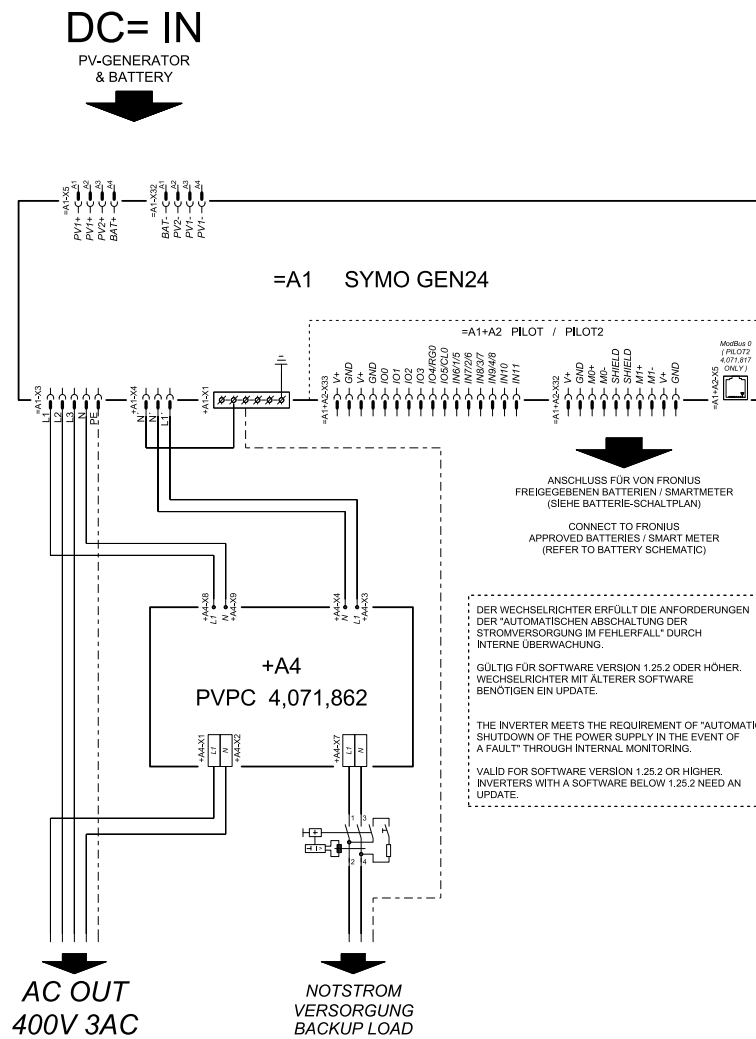 DC= IN
PV-GENERATOR
& BATTERY
=A1-X5
A1
A2
A3
A4
PV1+
PV1+
PV2+
BAT+
=A1-X32
A1
A2
A3
A4
BAT-
PV2-
PV1-
PV1-
=A1 SYMO GEN24
=A1+A2 PILOT / PILOT2
ModBus 0
( PILOT2
4,071,817
ONLY )
=A1+A2-X33
V+
GND
V+
GND
IO0
IO1
IO2
IO3
IO4/RG0
IO5/CL0
IN6/1/5
IN7/2/6
IN8/3/7
IN9/4/8
IN10
IN11
=A1+A2-X32
V+
GND
M0+
M0-
SHIELD
SHIELD
M1+
M1-
V+
GND
=A1+A2-X5
=A1-X3
L1
L2
L3
N
PE
+A1-X4
N
N´
L1´
+A1-X1
ANSCHLUSS FÜR VON FRONIUS
FREIGEGEBENEN BATTERIEN / SMARTMETER
(SIEHE BATTERIE-SCHALTPLAN)
CONNECT TO FRONIUS
APPROVED BATTERIES / SMART METER
(REFER TO BATTERY SCHEMATIC)
+A4-X8
L1
N
+A4-X9
+A4-X4
N
L1
+A4-X3
+A4
PVPC 4,071,862
+A4-X1
L1
N
+A4-X2
+A4-X7
L1
N
DER WECHSELRICHTER ERFÜLLT DIE ANFORDERUNGEN
DER "AUTOMATISCHEN ABSCHALTUNG DER
STROMVERSORGUNG IM FEHLERFALL" DURCH
INTERNE ÜBERWACHUNG.
GÜLTIG FÜR SOFTWARE VERSION 1.25.2 ODER HÖHER.
WECHSELRICHTER MIT ÄLTERER SOFTWARE
BENÖTIGEN EIN UPDATE.
THE INVERTER MEETS THE REQUIREMENT OF "AUTOMATIC
SHUTDOWN OF THE POWER SUPPLY IN THE EVENT OF
A FAULT" THROUGH INTERNAL MONITORING.
VALID FOR SOFTWARE VERSION 1.25.2 OR HIGHER.
INVERTERS WITH A SOFTWARE BELOW 1.25.2 NEED AN
UPDATE.
1
3
2
4
AC OUT
400V 3AC
NOTSTROM
VERSORGUNG
BACKUP LOAD